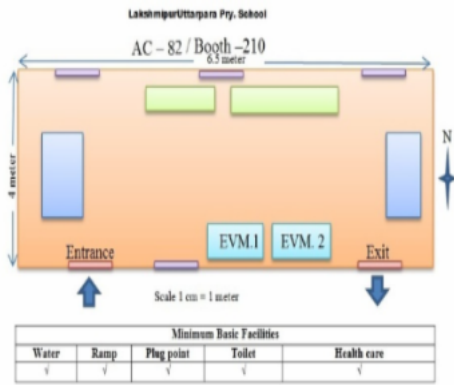 LakshmipurUttarpara Pry. School
AC – 82 / Booth –210
6.5 meter
4 meter
N
EVM.1 EVM. 2
Entrance Exit
Scale 1 cm = 1 meter
Minimum Basic Facilities
Water Ramp Plug point Toilet Health care
√ √ √ √ √